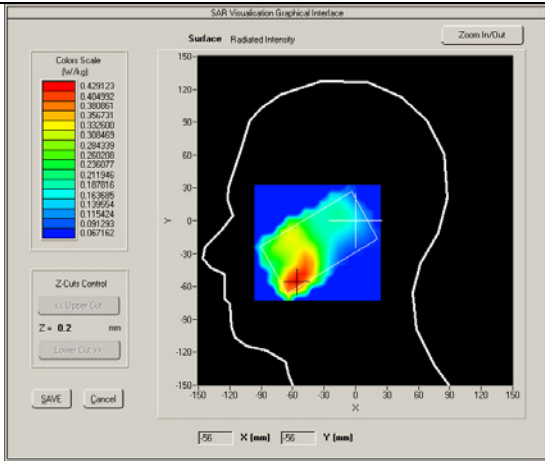 SAR Visualisation Graphical Interface
Surface Radiated Intensity
Zoom In/Out
Colors Scale
(W/kg)
0.429123
0.404992
0.380861
0.356731
0.332600
0.308469
0.284339
0.260208
0.236077
0.211946
0.187816
0.163685
0.139554
0.115424
0.091293
0.067162
Z-Cuts Control
<< Upper Cut
Z = 0.2 mm
Lower Cut >>
SAVE
Cancel
150
120
90
60
30
0
-30
-60
-90
-120
-150
Y
-150 -120 -90 -60 -30 0 30 60 90 120 150
X
-56 X (mm) -56 Y (mm)